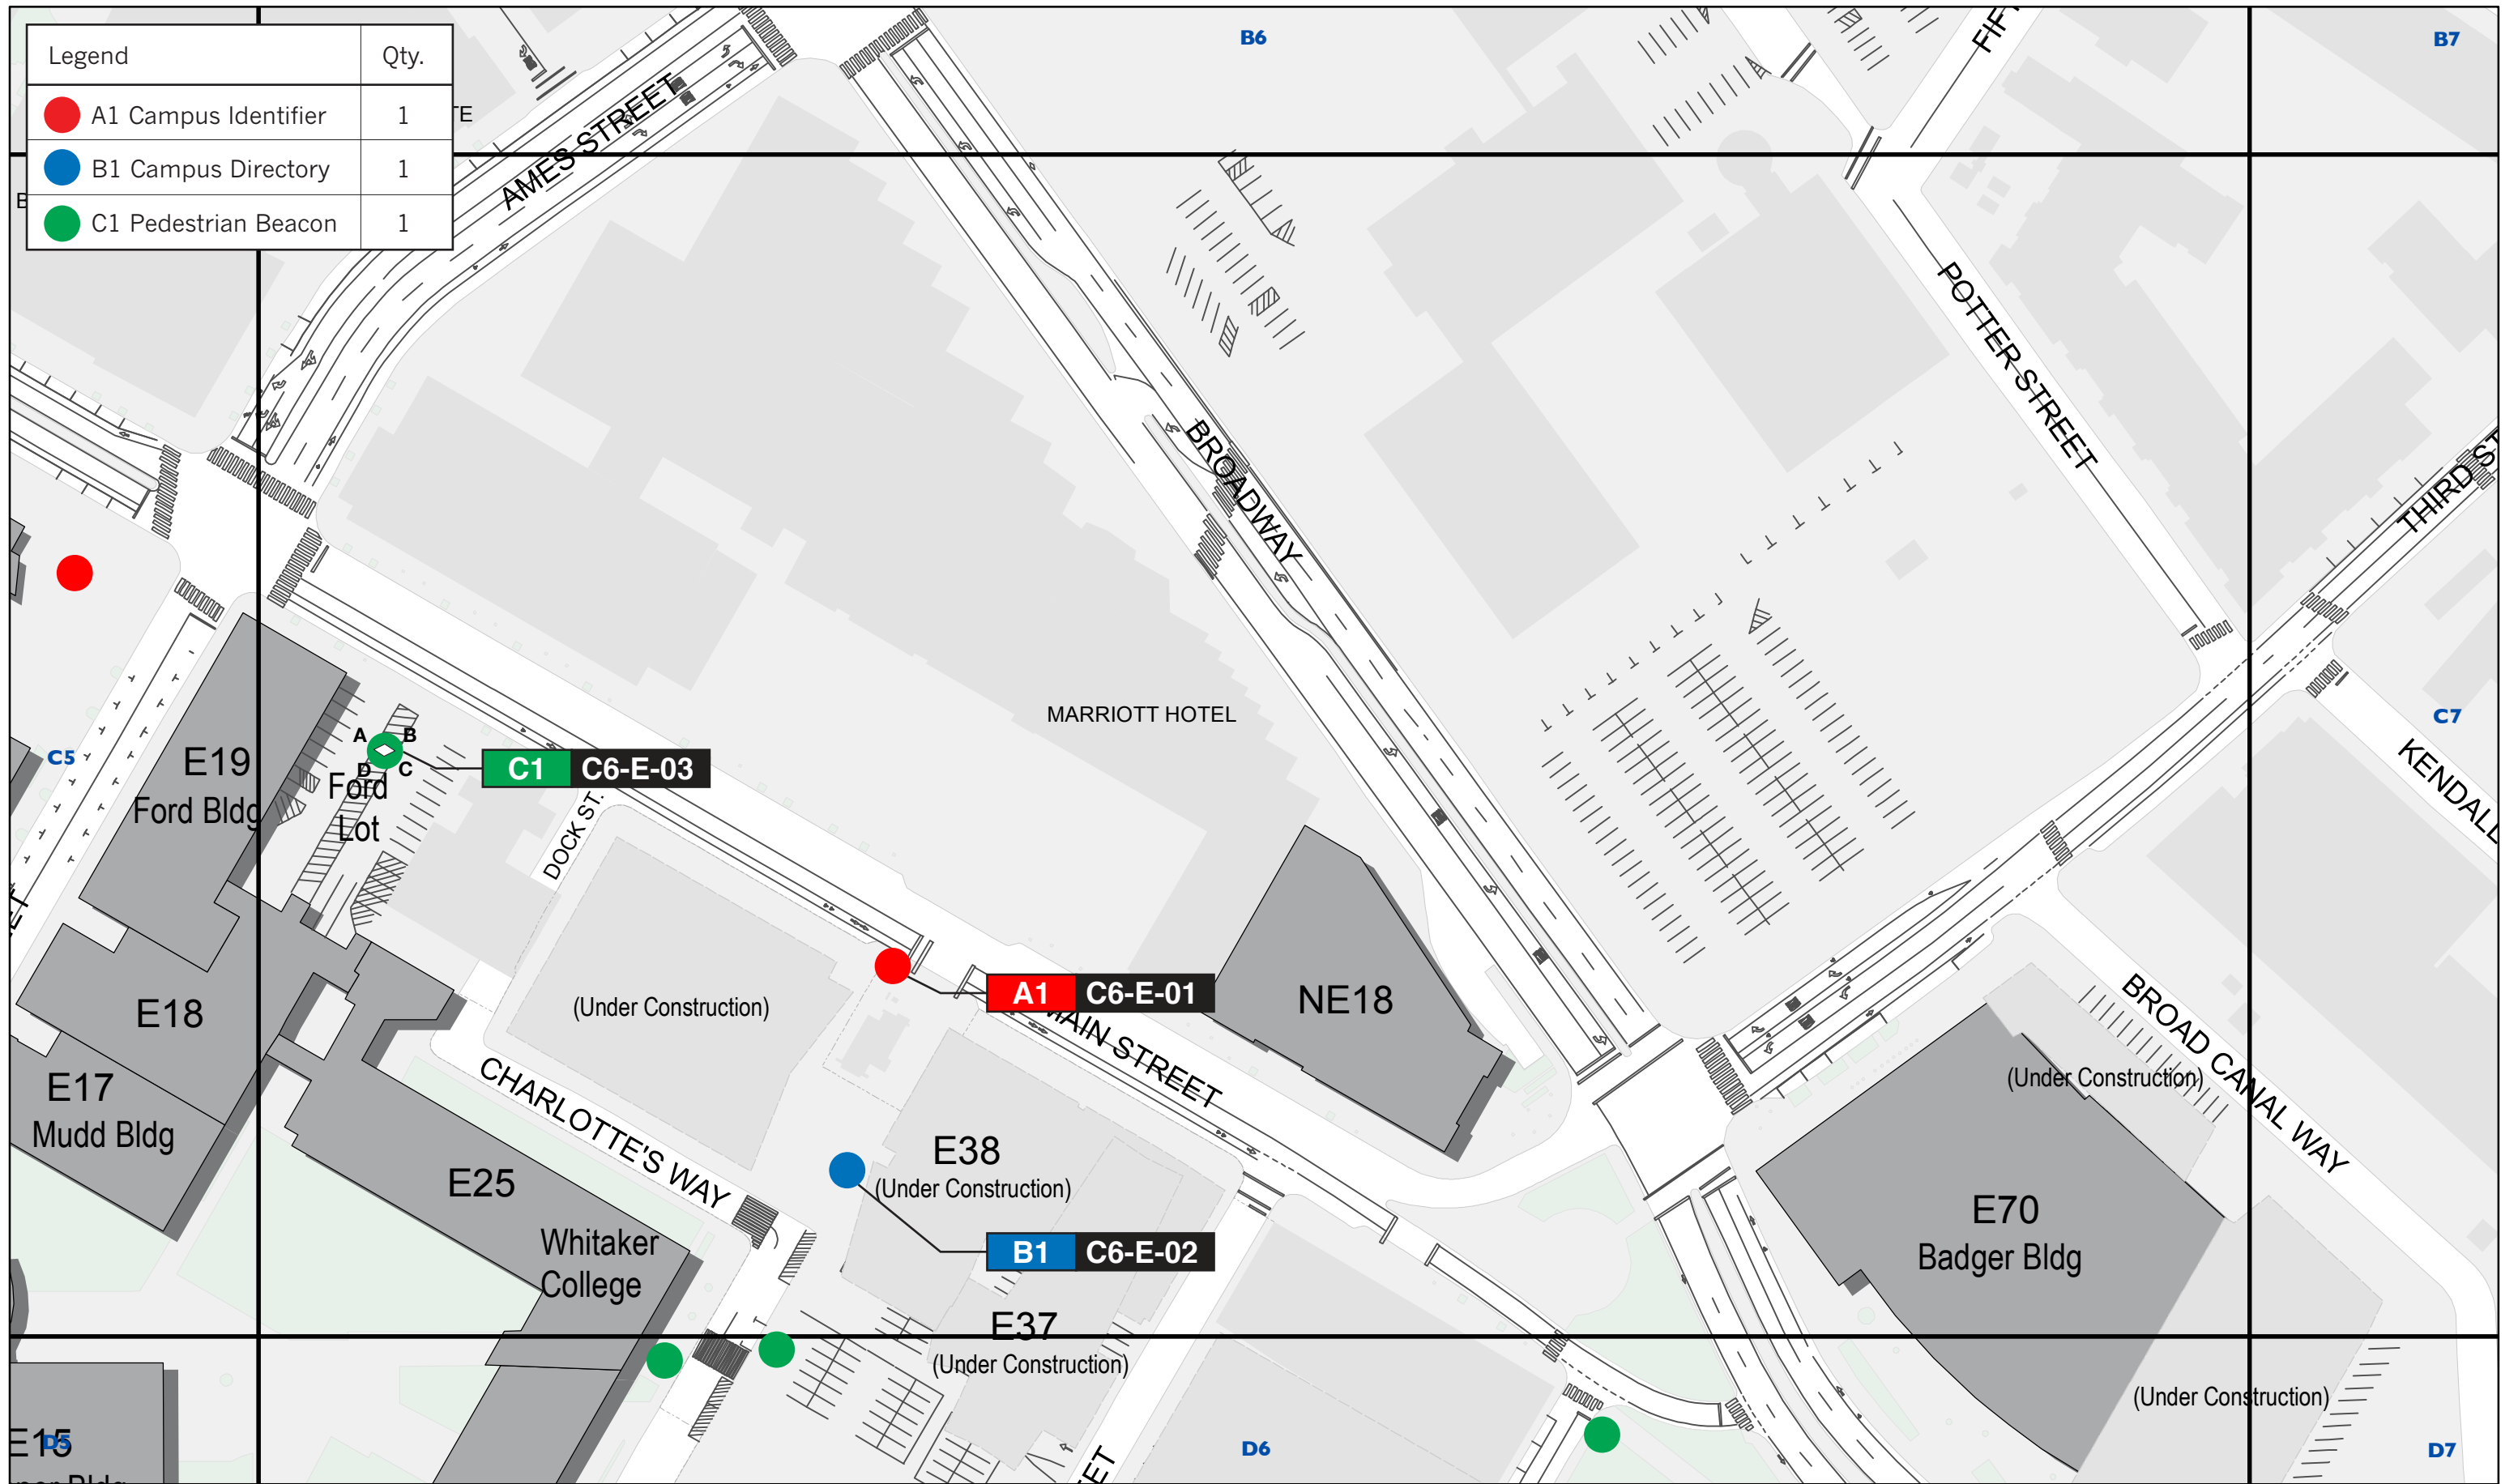 Legend Qty.
A1 Campus Identifier 1
B1 Campus Directory 1
C1 Pedestrian Beacon 1
B6
B7
AMES STREET
POTTER STREET
BROADWAY
THIRD ST
KENDALL
C5
C7
MARRIOTT HOTEL
E19
Ford Bldg
A B
D C
C1 C6-E-03
Ford
Lot
DOCK ST.
(Under Construction)
A1 C6-E-01
MAIN STREET
NE18
E18
E17
Mudd Bldg
CHARLOTTE'S WAY
E25
Whitaker
College
E38
(Under Construction)
B1 C6-E-02
E37
(Under Construction)
BROAD CANAL WAY
(Under Construction)
E70
Badger Bldg
(Under Construction)
E15
D5
D6
D7